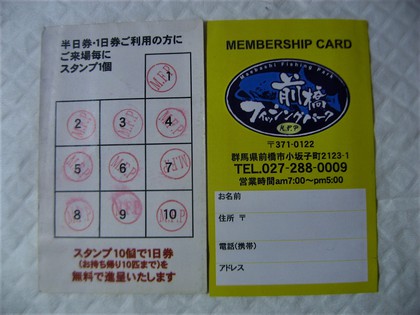 半日券・1日券ご利用の方に
ご来場毎に
スタンプ1個
1
2
3
4
5
6
7
8
9
10
M.F.P
スタンプ10個で1日券
(お持ち帰り10匹まで)を
無料で進呈いたします
MEMBERSHIP CARD
Maebashi Fishing Park
前橋
フィッシングパーク
M.F.P
〒371-0122
群馬県前橋市小坂子町2123-1
TEL.027-288-0009
営業時間am7:00〜pm5:00
お名前
住所 〒
電話(携帯)
アドレス